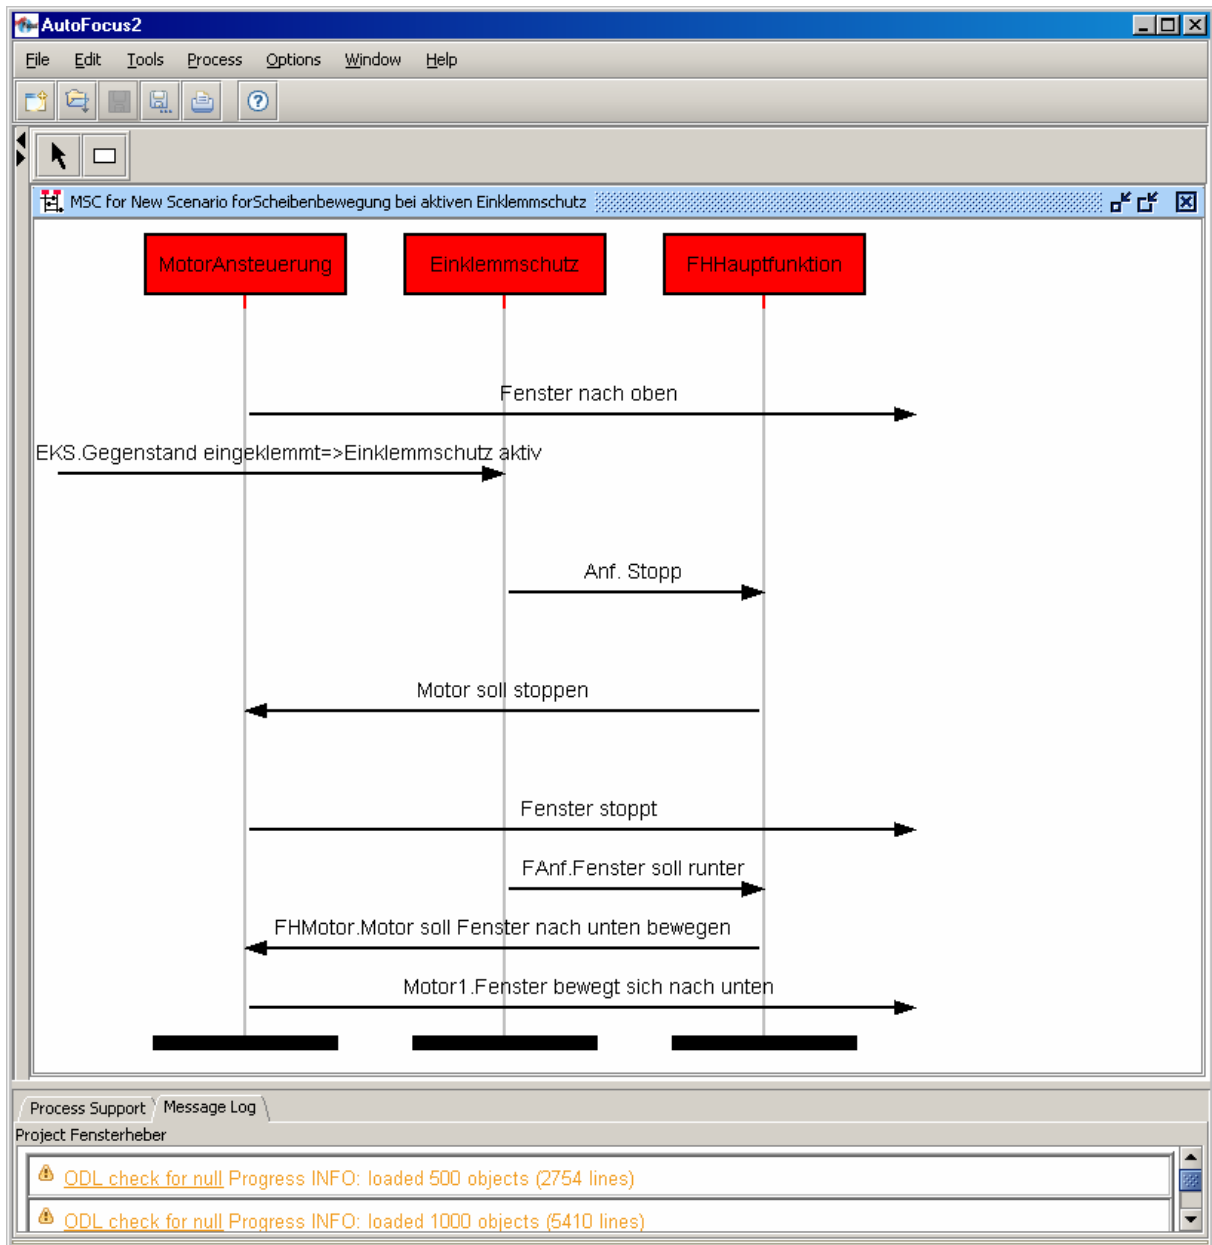 AutoFocus2
File Edit Tools Process Options Window Help
MSC for New Scenario forScheibenbewegung bei aktiven Einklemmschutz
MotorAnsteuerung Einklemmschutz FHHauptfunktion
Fenster nach oben
EKS.Gegenstand eingeklemmt=>Einklemmschutz aktiv
Anf. Stopp
Motor soll stoppen
Fenster stoppt
FAnf.Fenster soll runter
FHMotor.Motor soll Fenster nach unten bewegen
Motor1.Fenster bewegt sich nach unten
Process Support Message Log
Project Fensterheber
ODL check for null Progress INFO: loaded 500 objects (2754 lines)
ODL check for null Progress INFO: loaded 1000 objects (5410 lines)